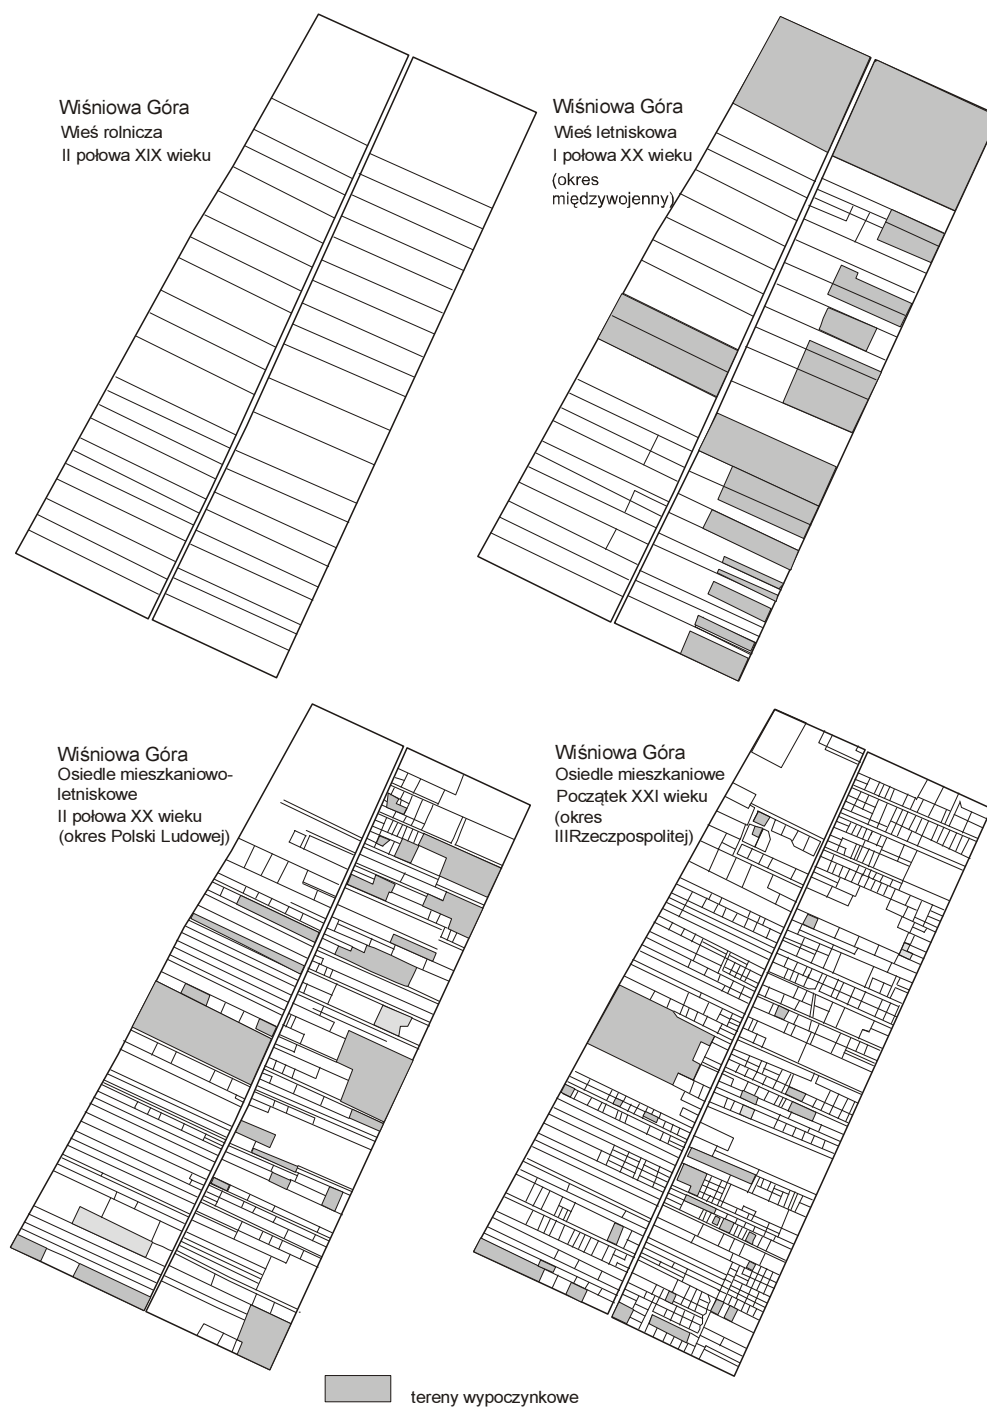 Wiśniowa Góra
Wieś rolnicza
II połowa XIX wieku
Wiśniowa Góra
Wieś letniskowa
I połowa XX wieku
(okres
międzywojenny)
Wiśniowa Góra
Osiedle mieszkaniowo-
letniskowe
II połowa XX wieku
(okres Polski Ludowej)
Wiśniowa Góra
Osiedle mieszkaniowe
Początek XXI wieku
(okres
IIIRzeczpospolitej)
tereny wypoczynkowe